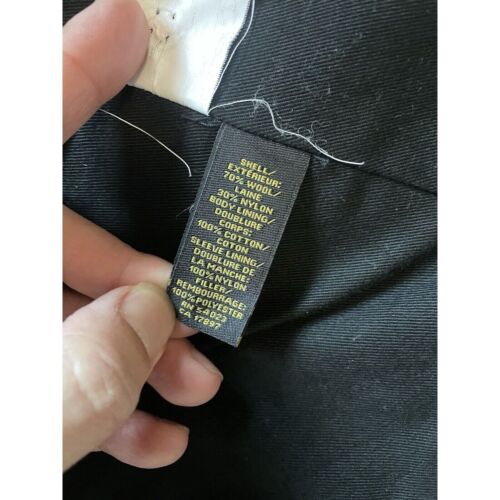 SHELL/
EXTÉRIEUR:
70% WOOL/
LAINE
30% NYLON
BODY LINING/
DOUBLURE
CORPS:
100% COTTON/
COTON
SLEEVE LINING/
DOUBLURE DE
LA MANCHE:
100% NYLON
FILLER/
REMBOURRAGE:
100% POLYESTER
RN 54023
CA 17897